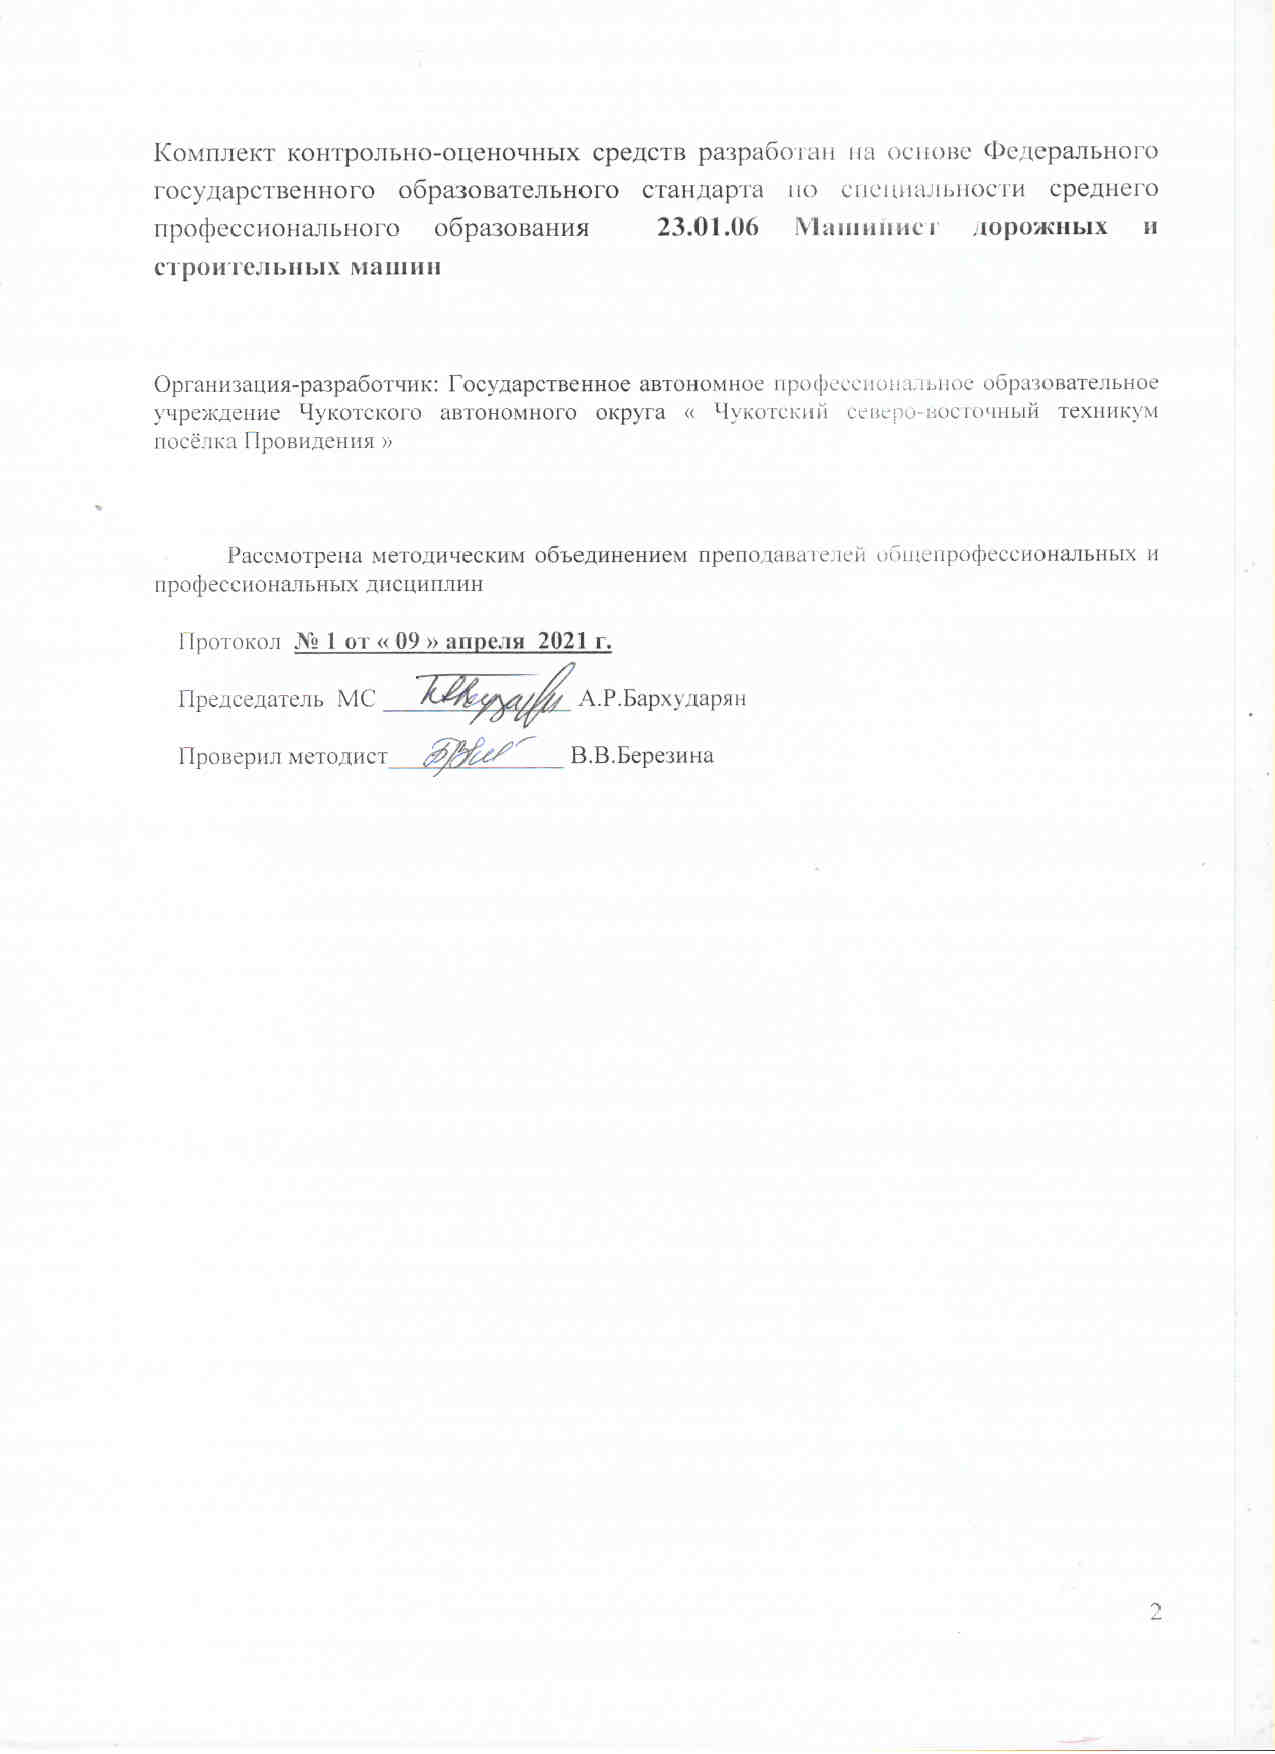 Комплект контрольно-оценочных средств разработан на основе Федерального
государственного образовательного стандарта по специальности среднего
профессионального образования 23.01.06 Машинист дорожных и
строительных машин
Организация-разработчик: Государственное автономное профессиональное образовательное
учреждение Чукотского автономного округа « Чукотский северо-восточный техникум
посёлка Провидения »
Рассмотрена методическим объединением преподавателей общепрофессиональных и
профессиональных дисциплин
Протокол № 1 от « 09 » апреля 2021 г.
Председатель МС А.Р.Бархударян
Проверил методист В.В.Березина
2